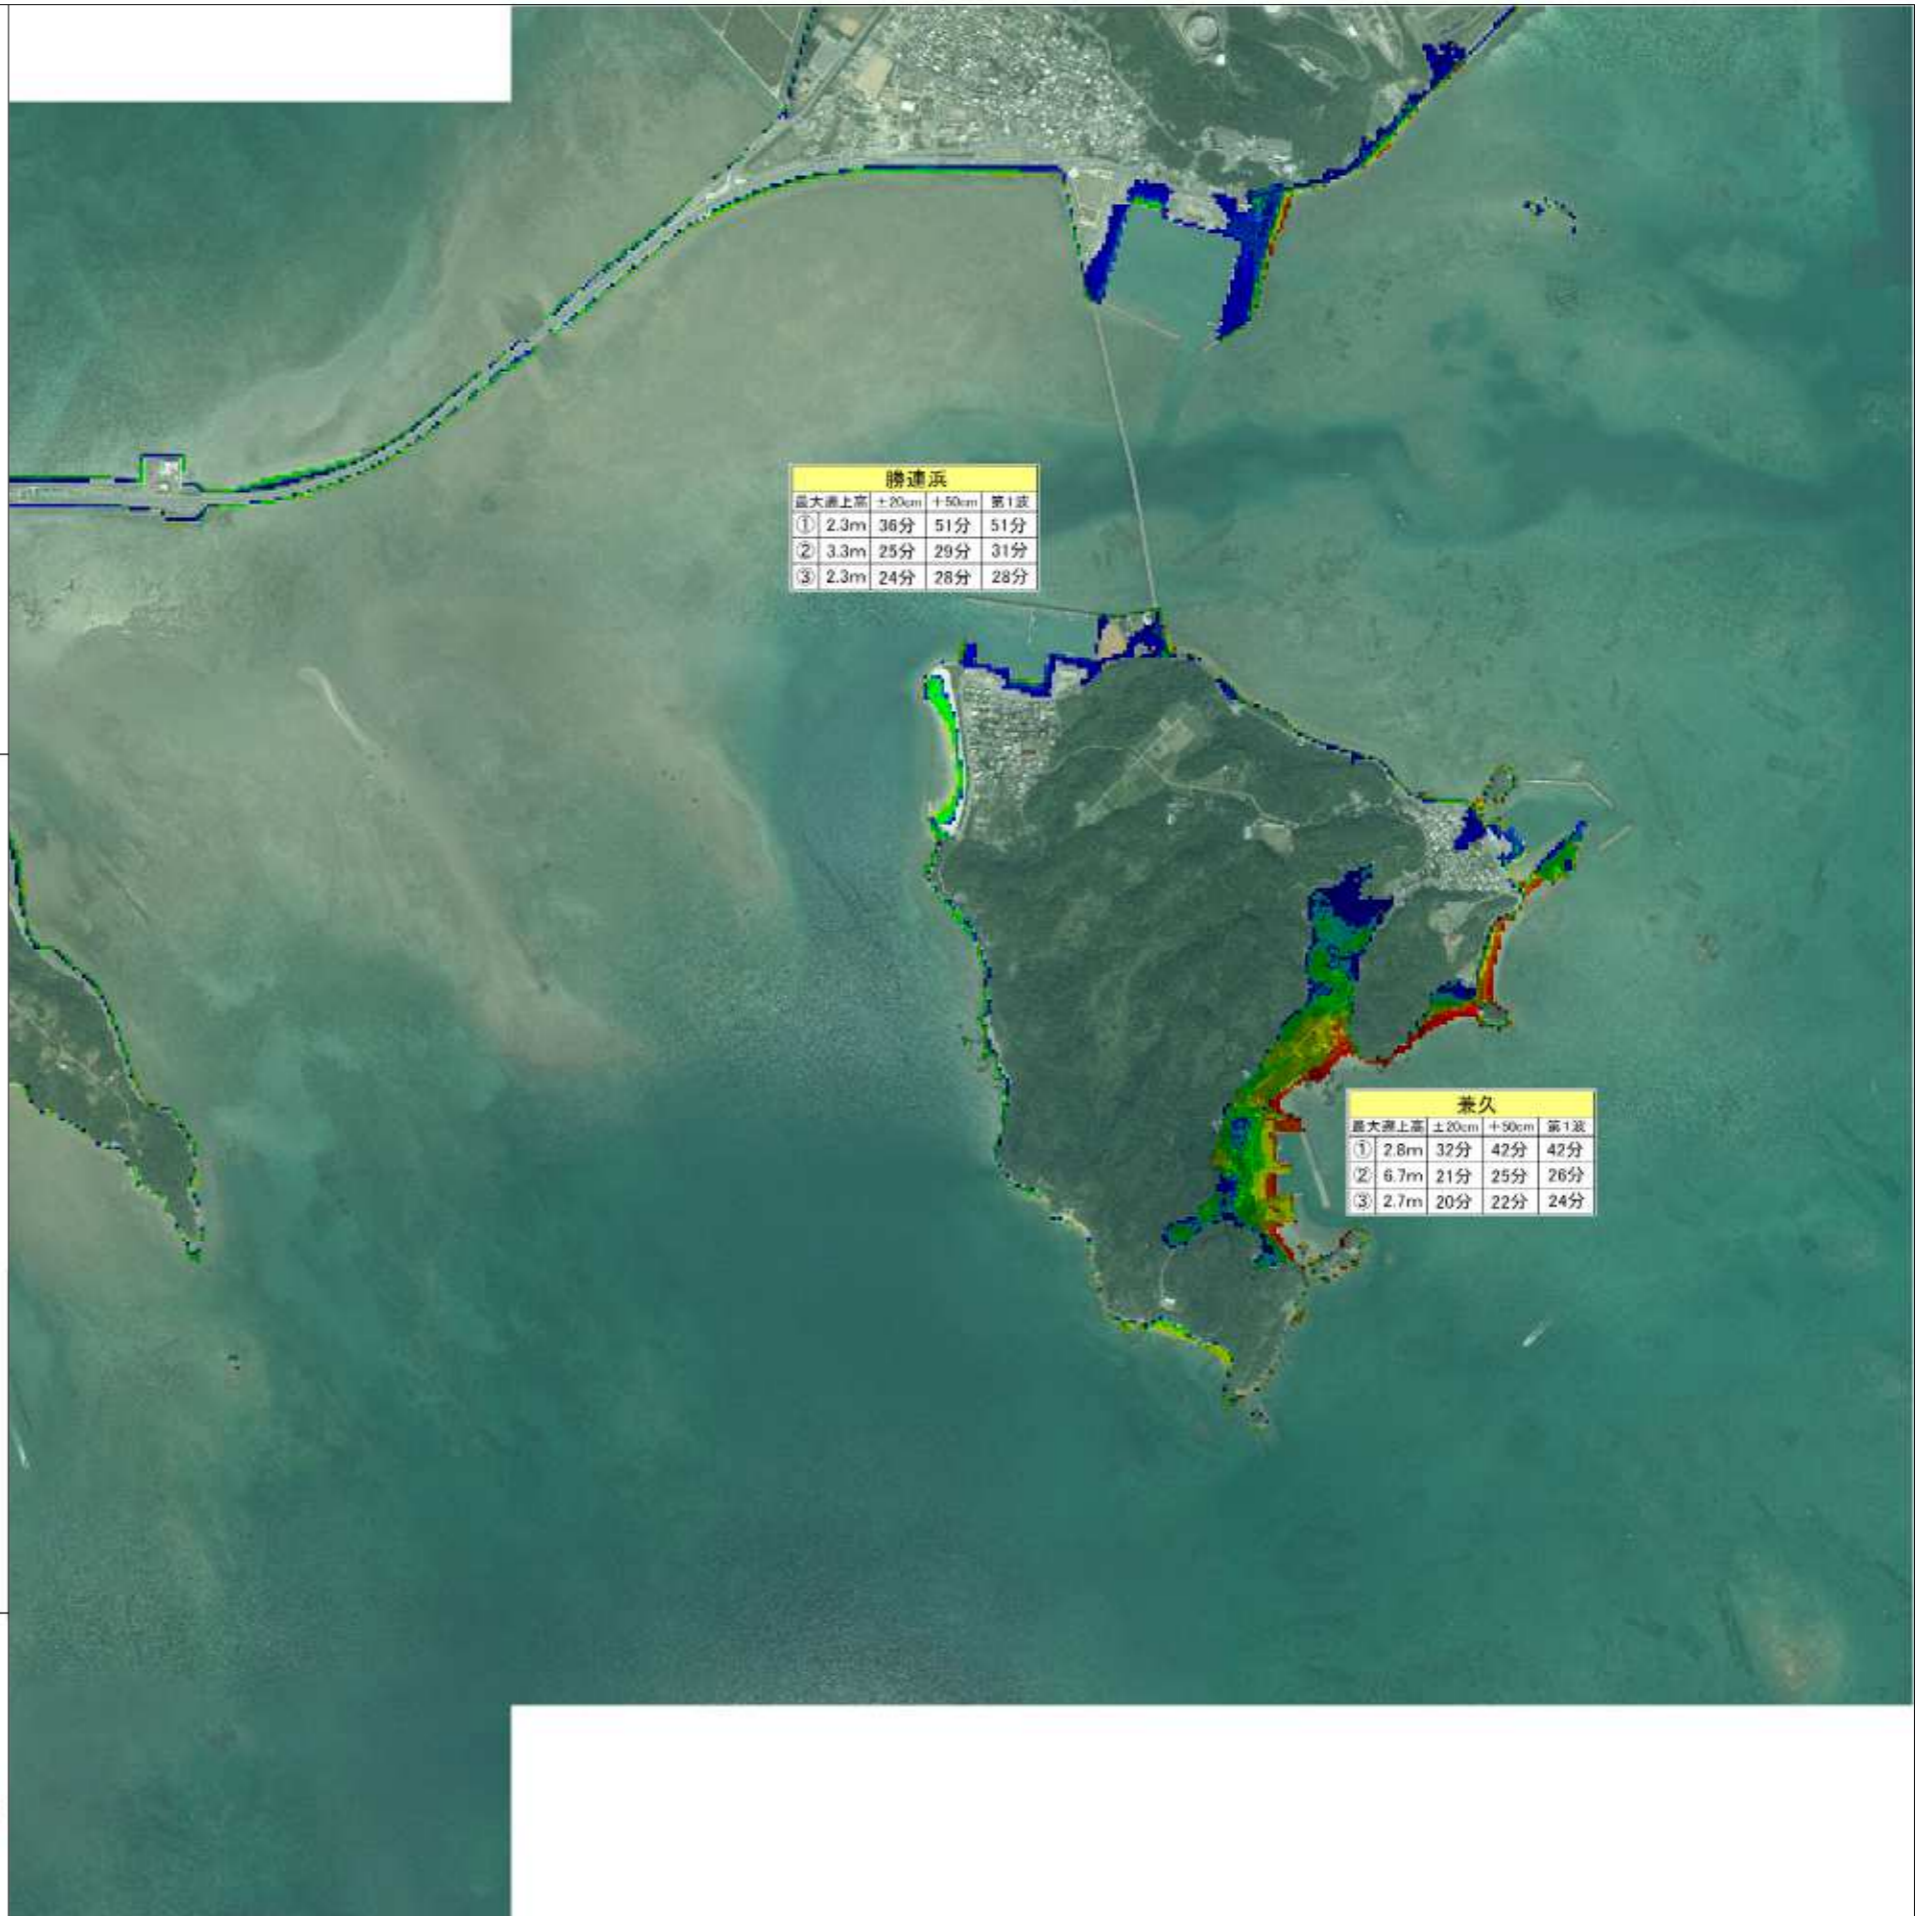 勝連浜
最大遡上高 ±20cm +50cm 第1波
① 2.3m 36分 51分 51分
② 3.3m 25分 29分 31分
③ 2.3m 24分 28分 28分
兼久
最大遡上高 ±20cm +50cm 第1波
① 2.8m 32分 42分 42分
② 6.7m 21分 25分 26分
③ 2.7m 20分 22分 24分